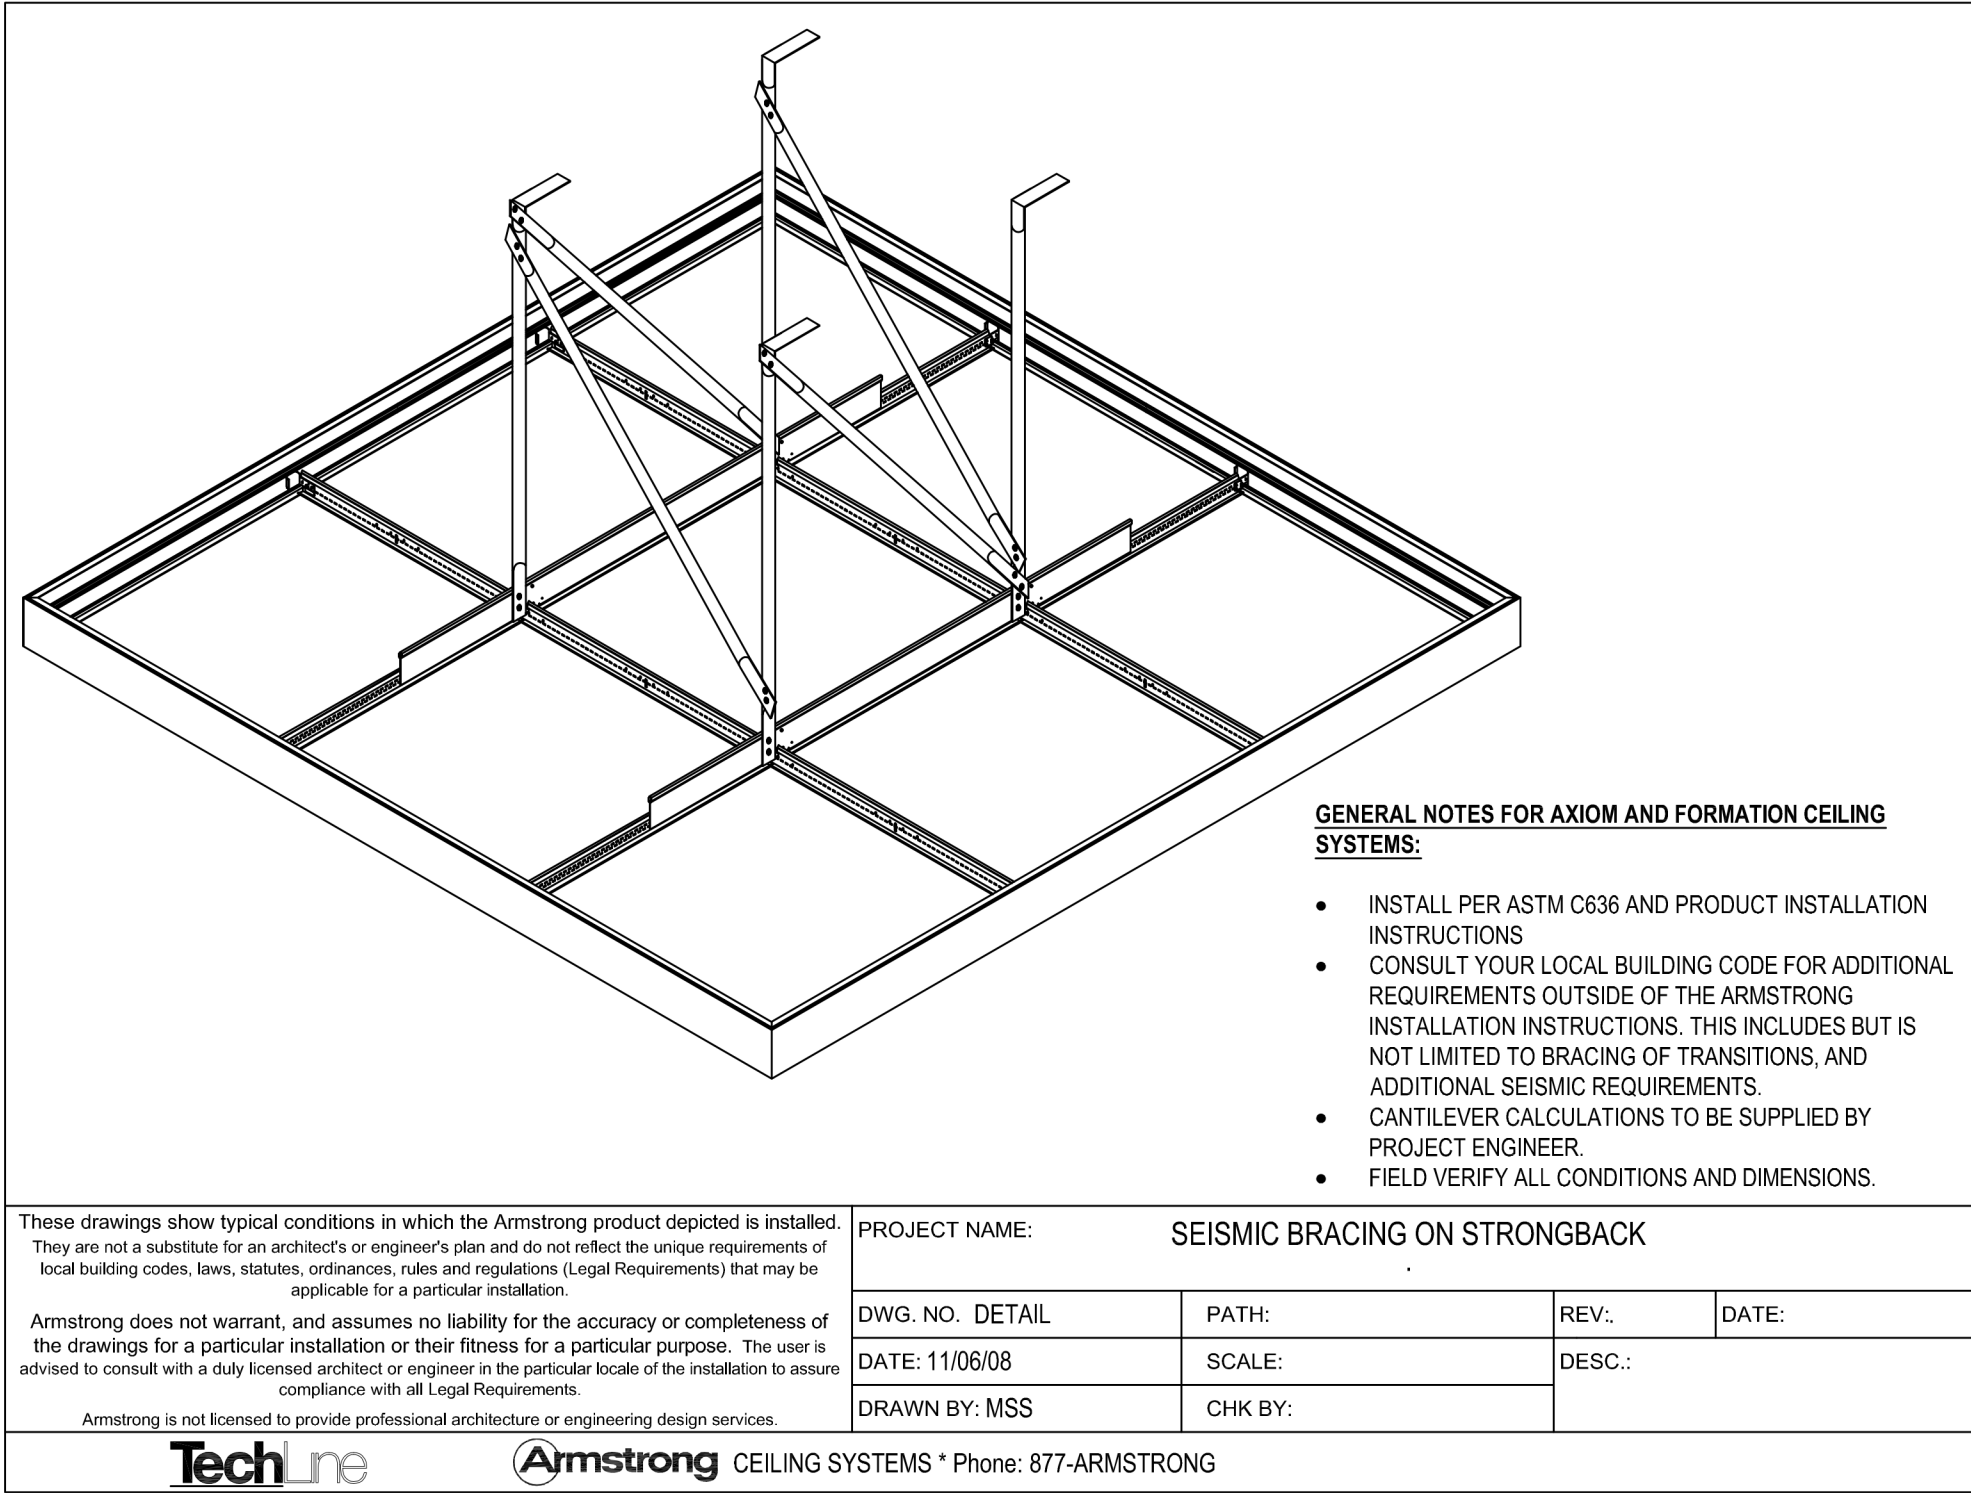 GENERAL NOTES FOR AXIOM AND FORMATION CEILING
SYSTEMS:
• INSTALL PER ASTM C636 AND PRODUCT INSTALLATION
INSTRUCTIONS
• CONSULT YOUR LOCAL BUILDING CODE FOR ADDITIONAL
REQUIREMENTS OUTSIDE OF THE ARMSTRONG
INSTALLATION INSTRUCTIONS. THIS INCLUDES BUT IS
NOT LIMITED TO BRACING OF TRANSITIONS, AND
ADDITIONAL SEISMIC REQUIREMENTS.
• CANTILEVER CALCULATIONS TO BE SUPPLIED BY
PROJECT ENGINEER.
• FIELD VERIFY ALL CONDITIONS AND DIMENSIONS.
These drawings show typical conditions in which the Armstrong product depicted is installed.
They are not a substitute for an architect's or engineer's plan and do not reflect the unique requirements of
local building codes, laws, statutes, ordinances, rules and regulations (Legal Requirements) that may be
applicable for a particular installation.
Armstrong does not warrant, and assumes no liability for the accuracy or completeness of
the drawings for a particular installation or their fitness for a particular purpose. The user is
advised to consult with a duly licensed architect or engineer in the particular locale of the installation to assure
compliance with all Legal Requirements.
Armstrong is not licensed to provide professional architecture or engineering design services.
PROJECT NAME: SEISMIC BRACING ON STRONGBACK
.
DWG. NO. DETAIL PATH: REV:. DATE:
DATE: 11/06/08 SCALE: DESC.:
DRAWN BY: MSS CHK BY:
TechLine Armstrong CEILING SYSTEMS * Phone: 877-ARMSTRONG